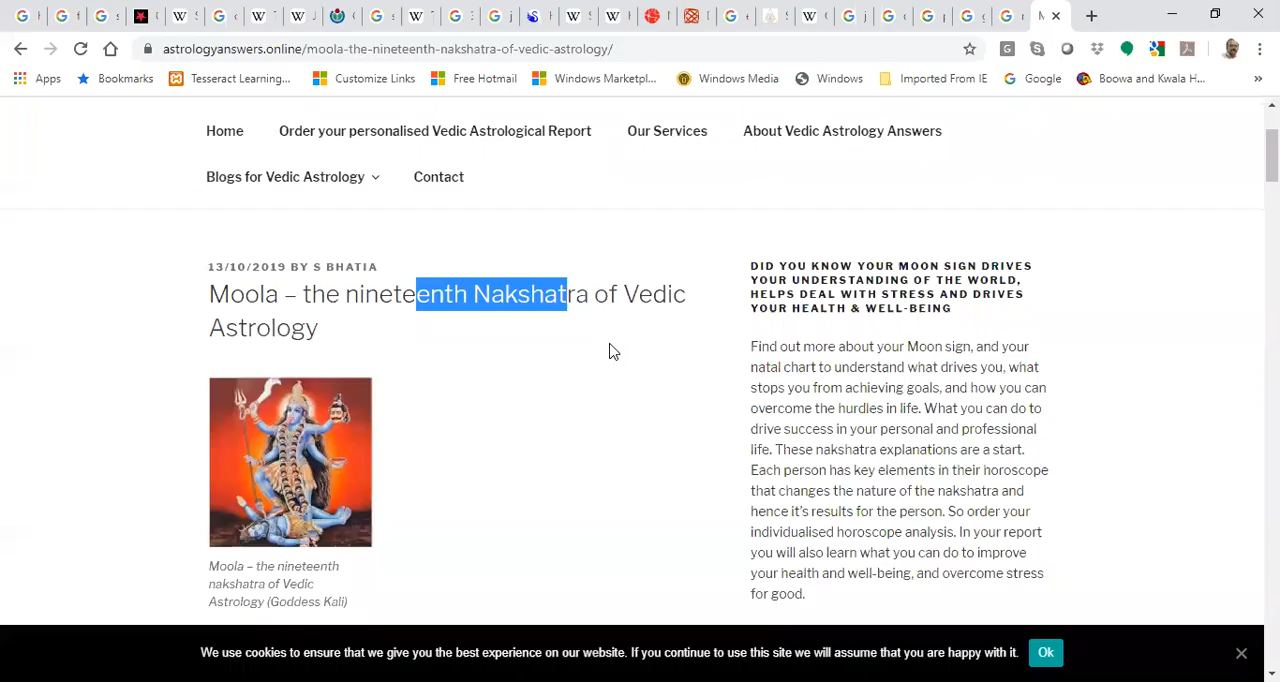 astrologyanswers.online/moola-the-nineteenth-nakshatra-of-vedic-astrology/
Apps
Bookmarks
Tesseract Learning...
Customize Links
Free Hotmail
Windows Marketpl...
Windows Media
Windows
Imported From IE
Google
Boowa and Kwala H...
Home
Order your personalised Vedic Astrological Report
Our Services
About Vedic Astrology Answers
Blogs for Vedic Astrology
Contact
13/10/2019 BY S BHATIA
Moola – the nineteenth Nakshatra of Vedic
Astrology
Moola – the nineteenth
nakshatra of Vedic
Astrology (Goddess Kali)
DID YOU KNOW YOUR MOON SIGN DRIVES
YOUR UNDERSTANDING OF THE WORLD,
HELPS DEAL WITH STRESS AND DRIVES
YOUR HEALTH & WELL-BEING
Find out more about your Moon sign, and your
natal chart to understand what drives you, what
stops you from achieving goals, and how you can
overcome the hurdles in life. What you can do to
drive success in your personal and professional
life. These nakshatra explanations are a start.
Each person has key elements in their horoscope
that changes the nature of the nakshatra and
hence it's results for the person. So order your
individualised horoscope analysis. In your report
you will also learn what you can do to improve
your health and well-being, and overcome stress
for good.
We use cookies to ensure that we give you the best experience on our website. If you continue to use this site we will assume that you are happy with it.
Ok